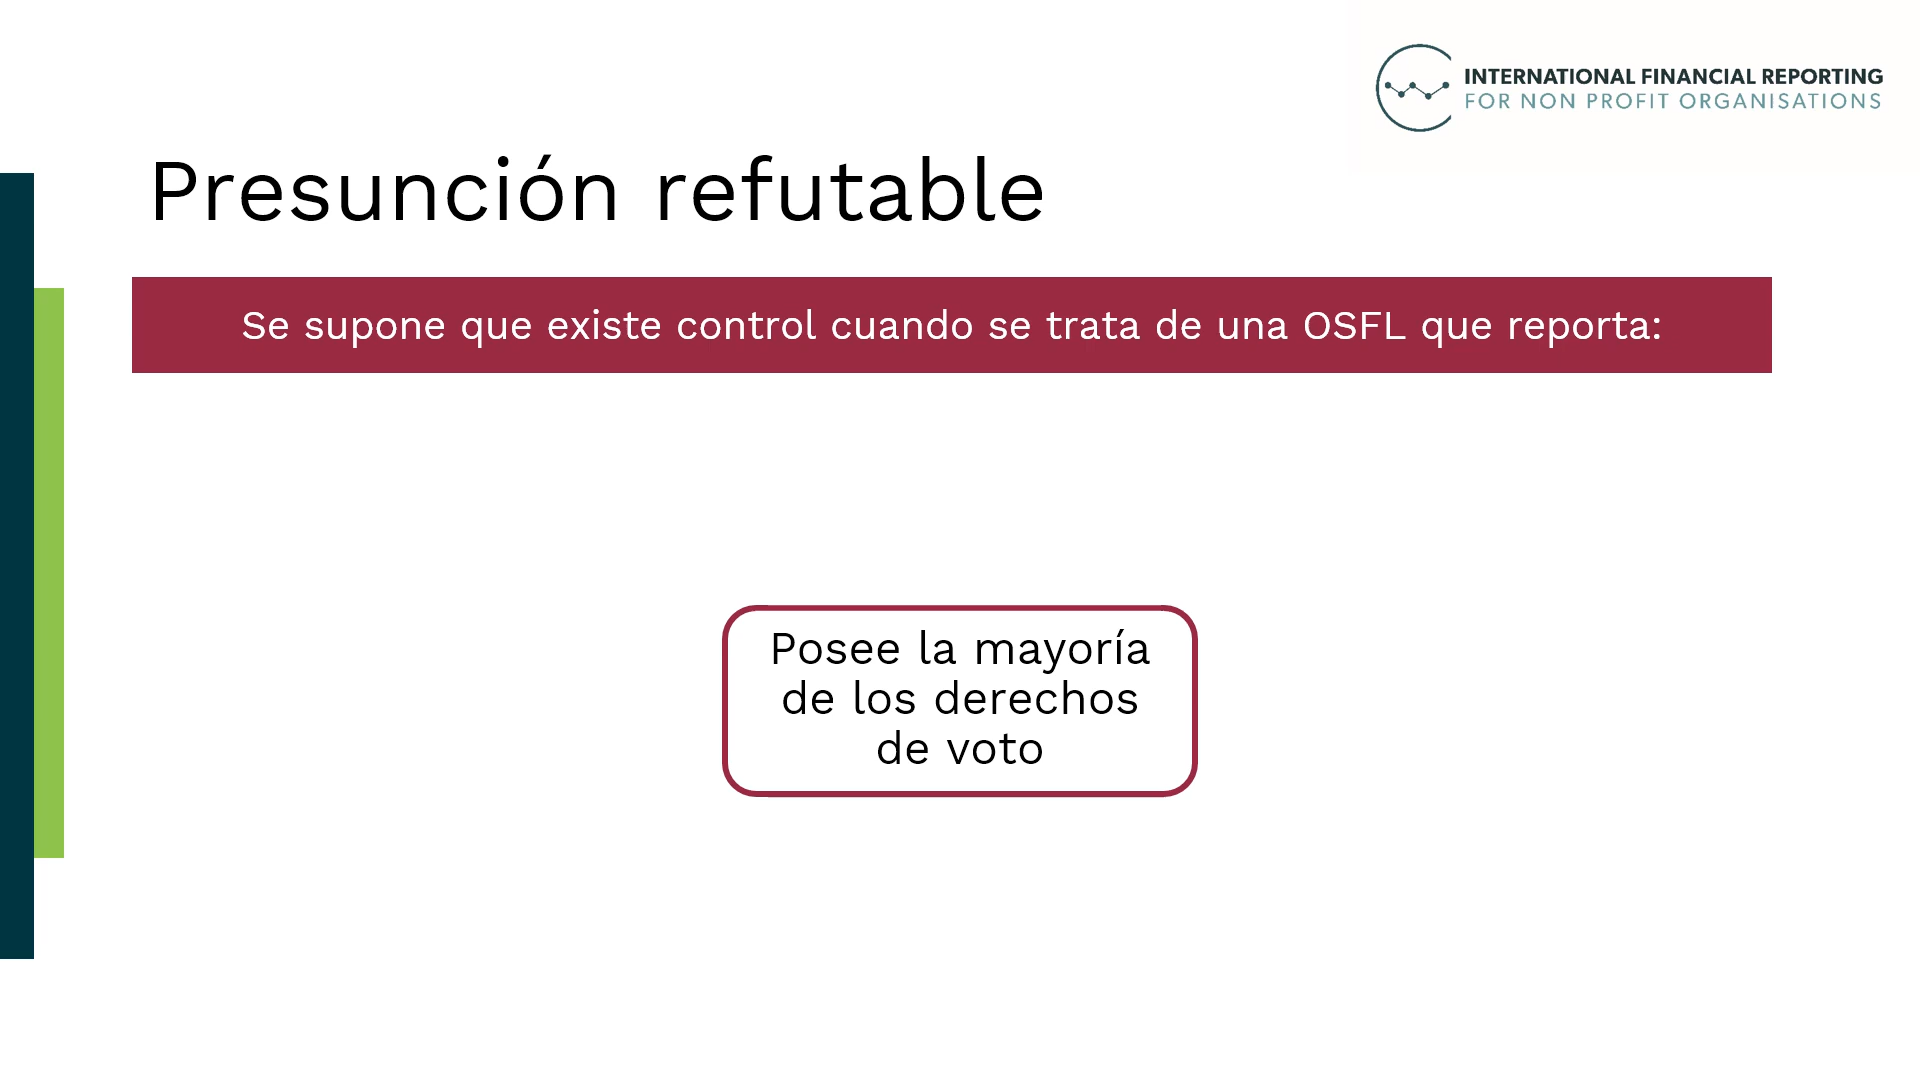 INTERNATIONAL FINANCIAL REPORTING
FOR NON PROFIT ORGANISATIONS
Presunción refutable
Se supone que existe control cuando se trata de una OSFL que reporta:
Posee la mayoría
de los derechos
de voto